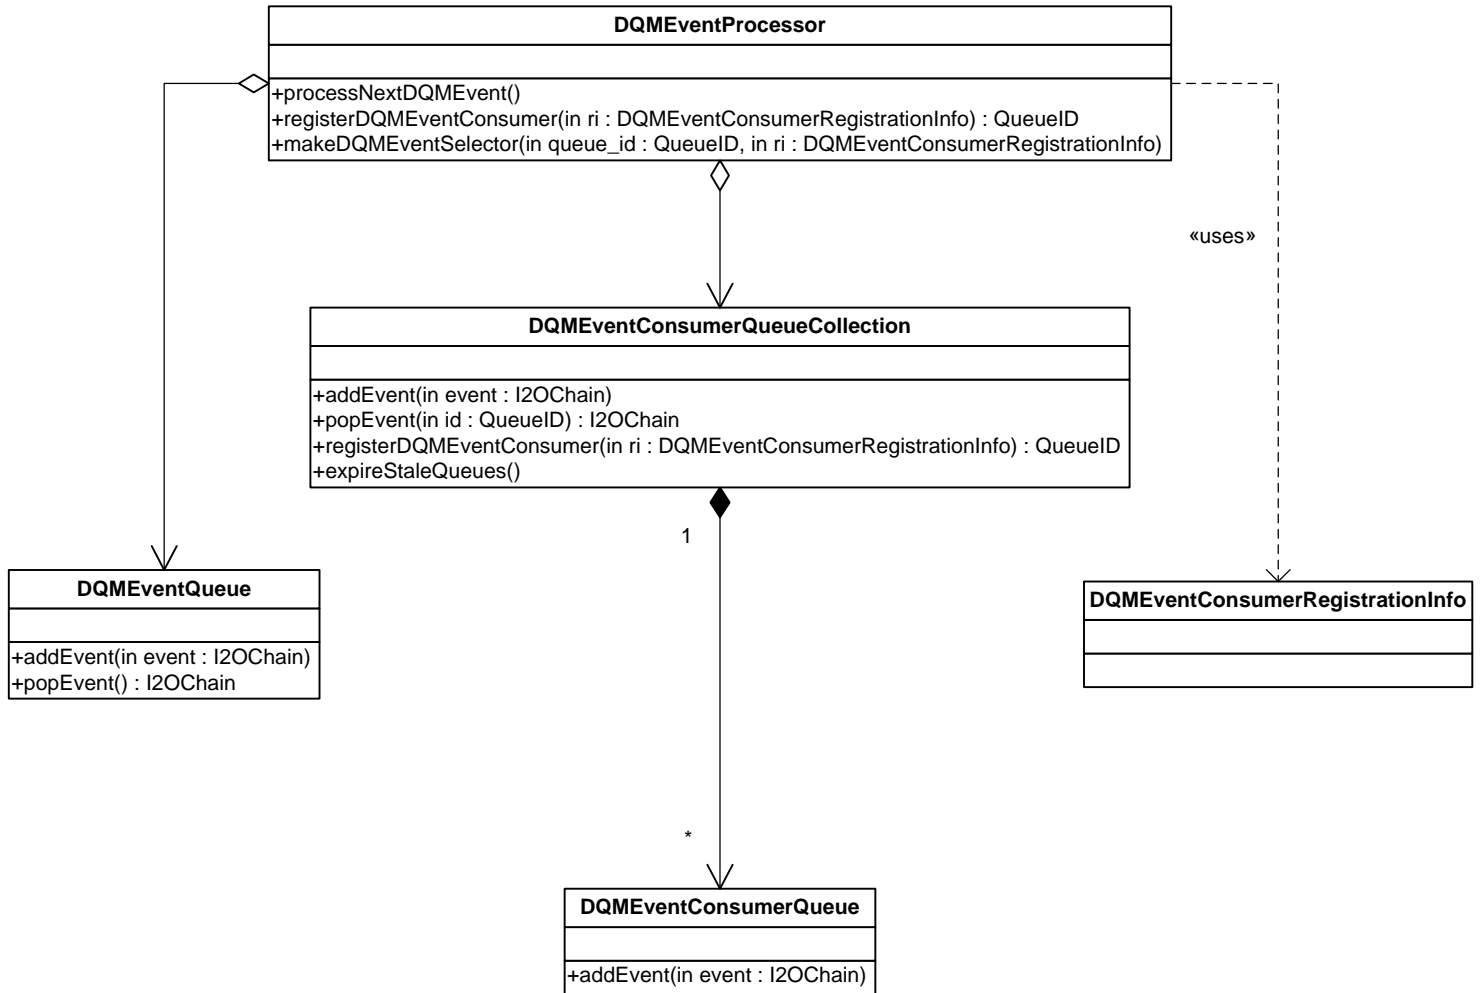 DQMEventProcessor
+processNextDQMEvent()
+registerDQMEventConsumer(in ri : DQMEventConsumerRegistrationInfo) : QueueID
+makeDQMEventSelector(in queue_id : QueueID, in ri : DQMEventConsumerRegistrationInfo)
«uses»
DQMEventConsumerQueueCollection
+addEvent(in event : I2OChain)
+popEvent(in id : QueueID) : I2OChain
+registerDQMEventConsumer(in ri : DQMEventConsumerRegistrationInfo) : QueueID
+expireStaleQueues()
1
DQMEventQueue
+addEvent(in event : I2OChain)
+popEvent() : I2OChain
DQMEventConsumerRegistrationInfo
*
DQMEventConsumerQueue
+addEvent(in event : I2OChain)